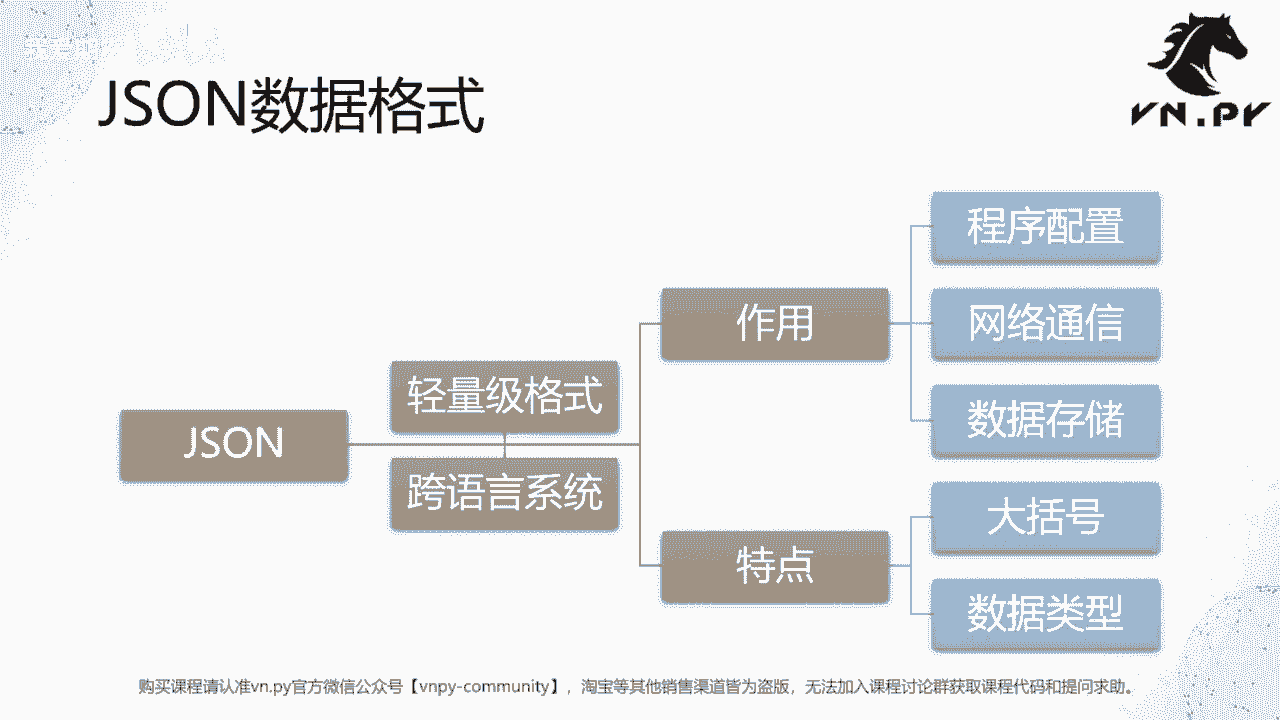 JSON数据格式
VN.PY
程序配置
作用
网络通信
轻量级格式
数据存储
JSON
跨语言系统
大括号
特点
数据类型
购买课程请认准vn.py官方微信公众号【vnpy-community】，淘宝等其他销售渠道皆为盗版，无法加入课程讨论群获取课程代码和提问求助。